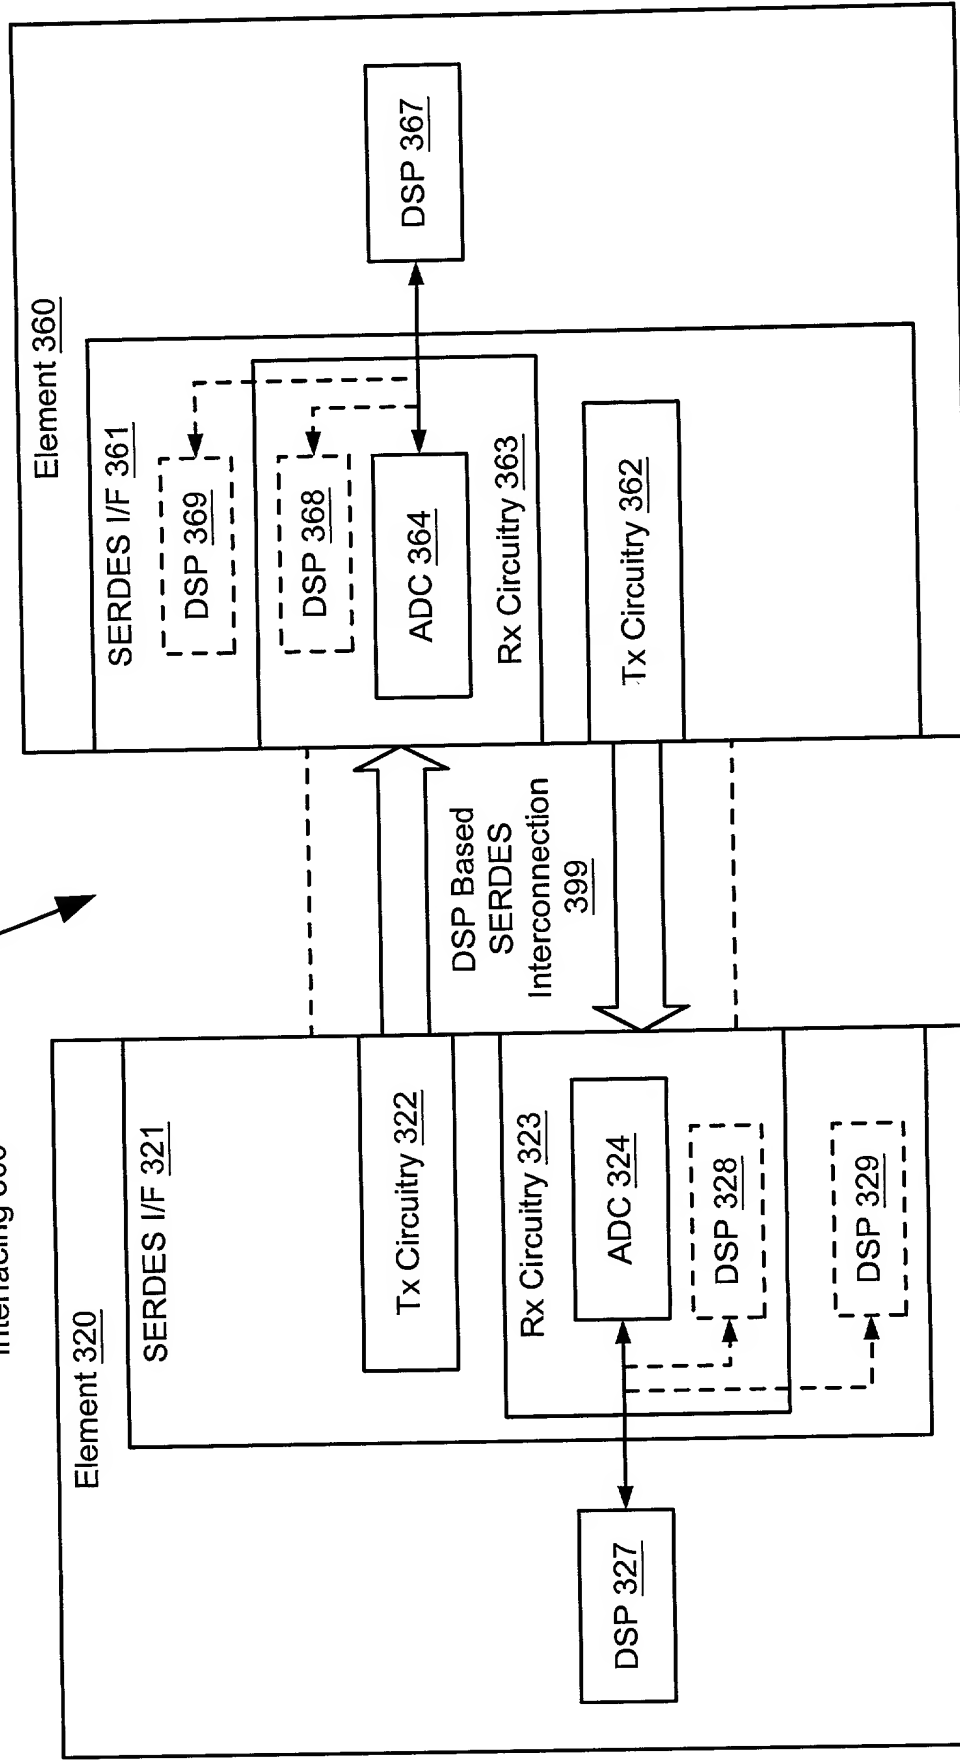 Element 320
SERDES I/F 321
Tx Circuitry 322
Rx Circuitry 323
ADC 324
DSP 328
DSP 329
DSP 327
DSP Based
SERDES
Interconnection
399
Element 360
SERDES I/F 361
DSP 369
DSP 368
ADC 364
Rx Circuitry 363
Tx Circuitry 362
DSP 367